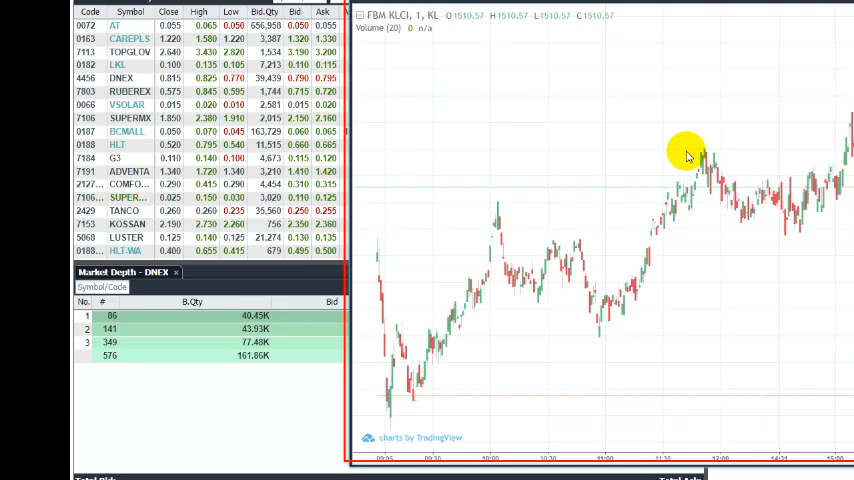 Code Symbol Close High Low Bid.Qty Bid Ask
0072 AT 0.055 0.065 0.050 656,958 0.050 0.055
0163 CAREPLS 1.220 1.580 1.220 3,387 1.320 1.330
7113 TOPGLOV 2.640 3.430 2.820 1,534 3.190 3.200
0182 LKL 0.100 0.135 0.105 7,213 0.110 0.115
4456 DNEX 0.815 0.825 0.770 39,439 0.790 0.795
7803 RUBEREX 0.575 0.845 0.595 1,744 0.715 0.720
0066 VSOLAR 0.015 0.020 0.010 2,581 0.015 0.020
7106 SUPERMX 1.850 2.380 1.910 2,015 2.150 2.160
0187 BCMALL 0.050 0.070 0.045 163,729 0.060 0.065
0188 HLT 0.520 0.795 0.540 11,515 0.660 0.665
7184 G3 0.110 0.140 0.100 4,673 0.115 0.120
7191 ADVENTA 1.340 1.720 1.340 3,210 1.410 1.420
2127... COMFO... 0.290 0.415 0.290 4,454 0.310 0.315
7106... SUPER... 0.025 0.150 0.030 3,020 0.110 0.105
2429 TANCO 0.260 0.260 0.235 35,560 0.250 0.255
7153 KOSSAN 2.190 2.730 2.260 756 2.350 2.360
5068 LUSTER 0.125 0.140 0.125 21,274 0.130 0.135
0188... HLT-WA 0.400 0.655 0.415 679 0.495 0.500
Market Depth - DNEX ×
Symbol/Code
No. # B.Qty Bid
1 86 40.45K
2 141 43.93K
3 349 77.48K
576 161.86K
FBM KLCI, 1, KL O1510.57 H1510.57 L1510.57 C1510.57
Volume (20) 0 n/a
charts by TradingView
09:05 09:30 10:00 10:30 11:00 11:30 12:00 14:21 15:00